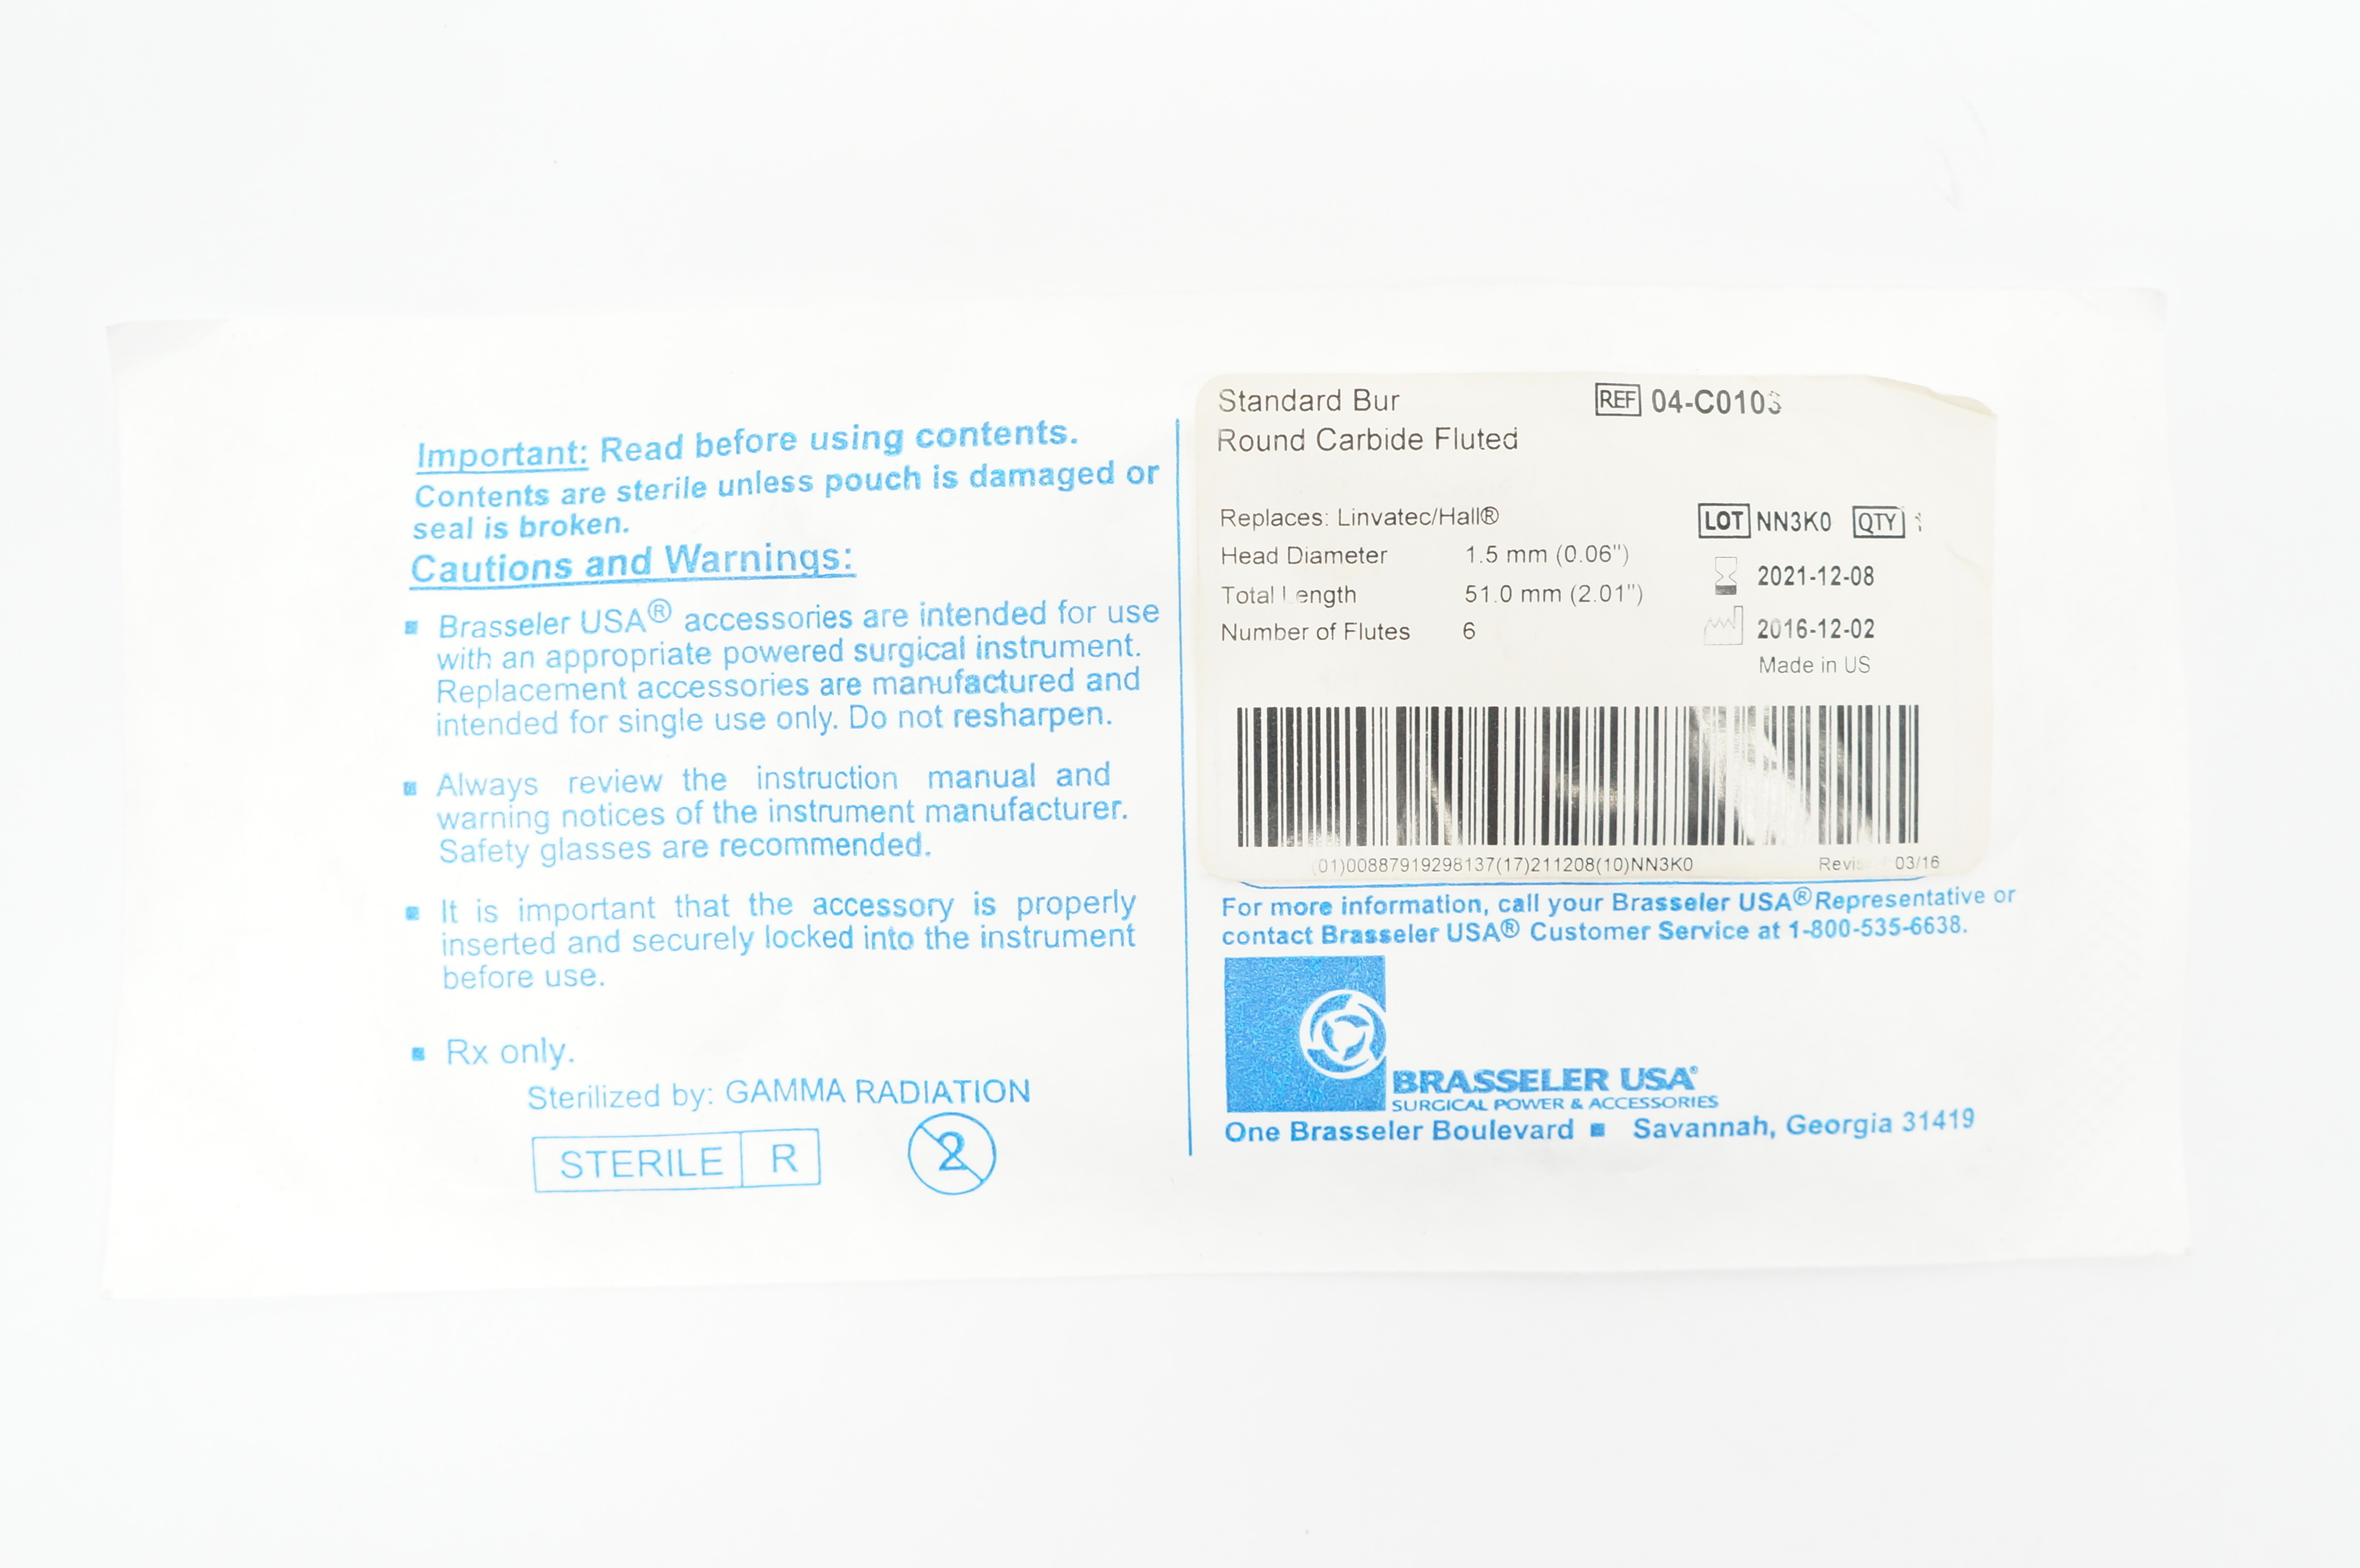 Important: Read before using contents.
Contents are sterile unless pouch is damaged or
seal is broken.
Cautions and Warnings:
▪ Brasseler USA® accessories are intended for use
with an appropriate powered surgical instrument.
Replacement accessories are manufactured and
intended for single use only. Do not resharpen.
▪ Always review the instruction manual and
warning notices of the instrument manufacturer.
Safety glasses are recommended.
▪ It is important that the accessory is properly
inserted and securely locked into the instrument
before use.
▪ Rx only.
Sterilized by: GAMMA RADIATION
STERILE R
2
Standard Bur
Round Carbide Fluted
REF
Replaces: Linvatec/Hall®
Head Diameter 1.5 mm (0.06")
Total Length 51.0 mm (2.01")
Number of Flutes 6
LOT NN3K0 QTY
2021-12-08
2016-12-02
Made in US
(01)00887919298137(17)211208(10)NN3K0
03/16
For more information, call your Brasseler USA® Representative or
contact Brasseler USA® Customer Service at 1-800-535-6638.
BRASSELER USA®
SURGICAL POWER & ACCESSORIES
One Brasseler Boulevard ▪ Savannah, Georgia 31419